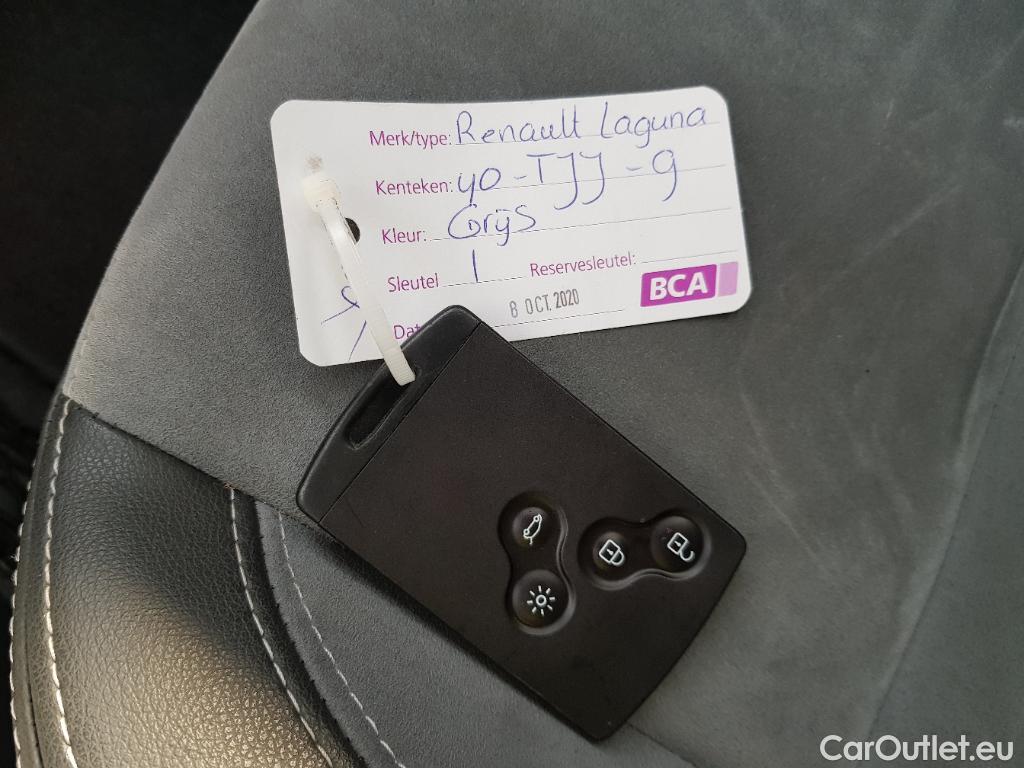 Merk/type: Renault Laguna
Kenteken: 40-TJJ-9
Kleur: Grijs
Sleutel 1 Reservesleutel:
8 OCT. 2020
BCA
CarOutlet.eu